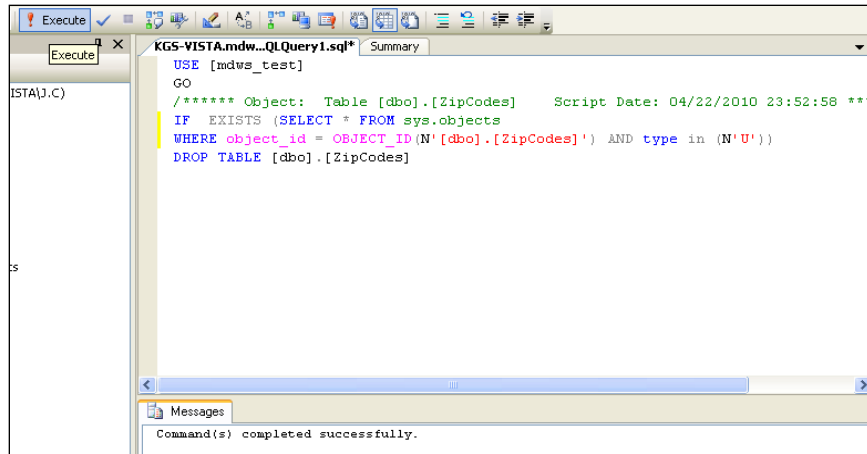 Execute
Execute
KGS-VISTA.mdw...QLQuery1.sql* Summary
ISTA\J.C)
USE [mdws_test]
GO
/****** Object:  Table [dbo].[ZipCodes]    Script Date: 04/22/2010 23:52:58 **
IF  EXISTS (SELECT * FROM sys.objects
WHERE object_id = OBJECT_ID(N'[dbo].[ZipCodes]') AND type in (N'U'))
DROP TABLE [dbo].[ZipCodes]
Messages
Command(s) completed successfully.